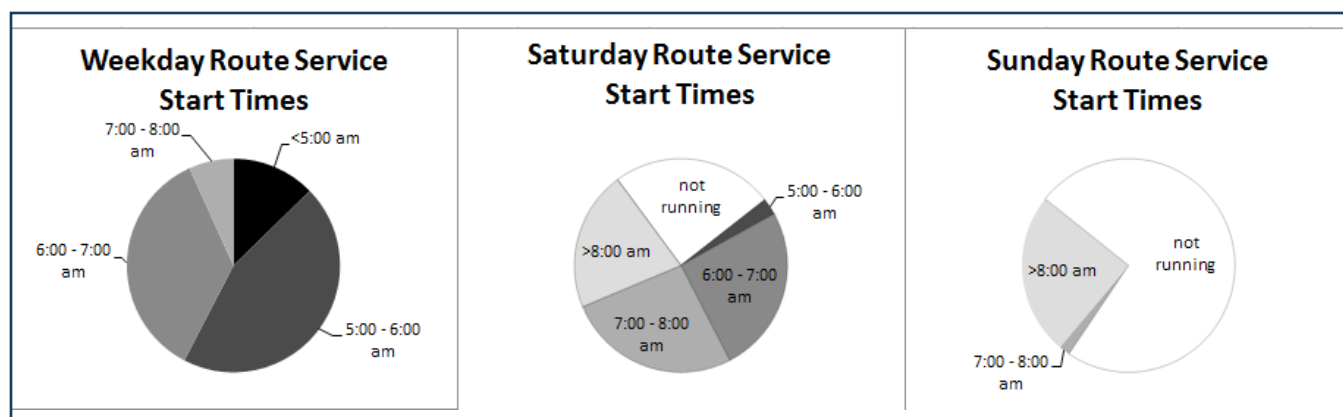 Weekday Route Service
Start Times
7:00 - 8:00
am
<5:00 am
6:00 - 7:00
am
5:00 - 6:00
am
Saturday Route Service
Start Times
not
running
5:00 - 6:00
am
>8:00 am
6:00 - 7:00
am
7:00 - 8:00
am
Sunday Route Service
Start Times
not
running
>8:00 am
7:00 - 8:00
am